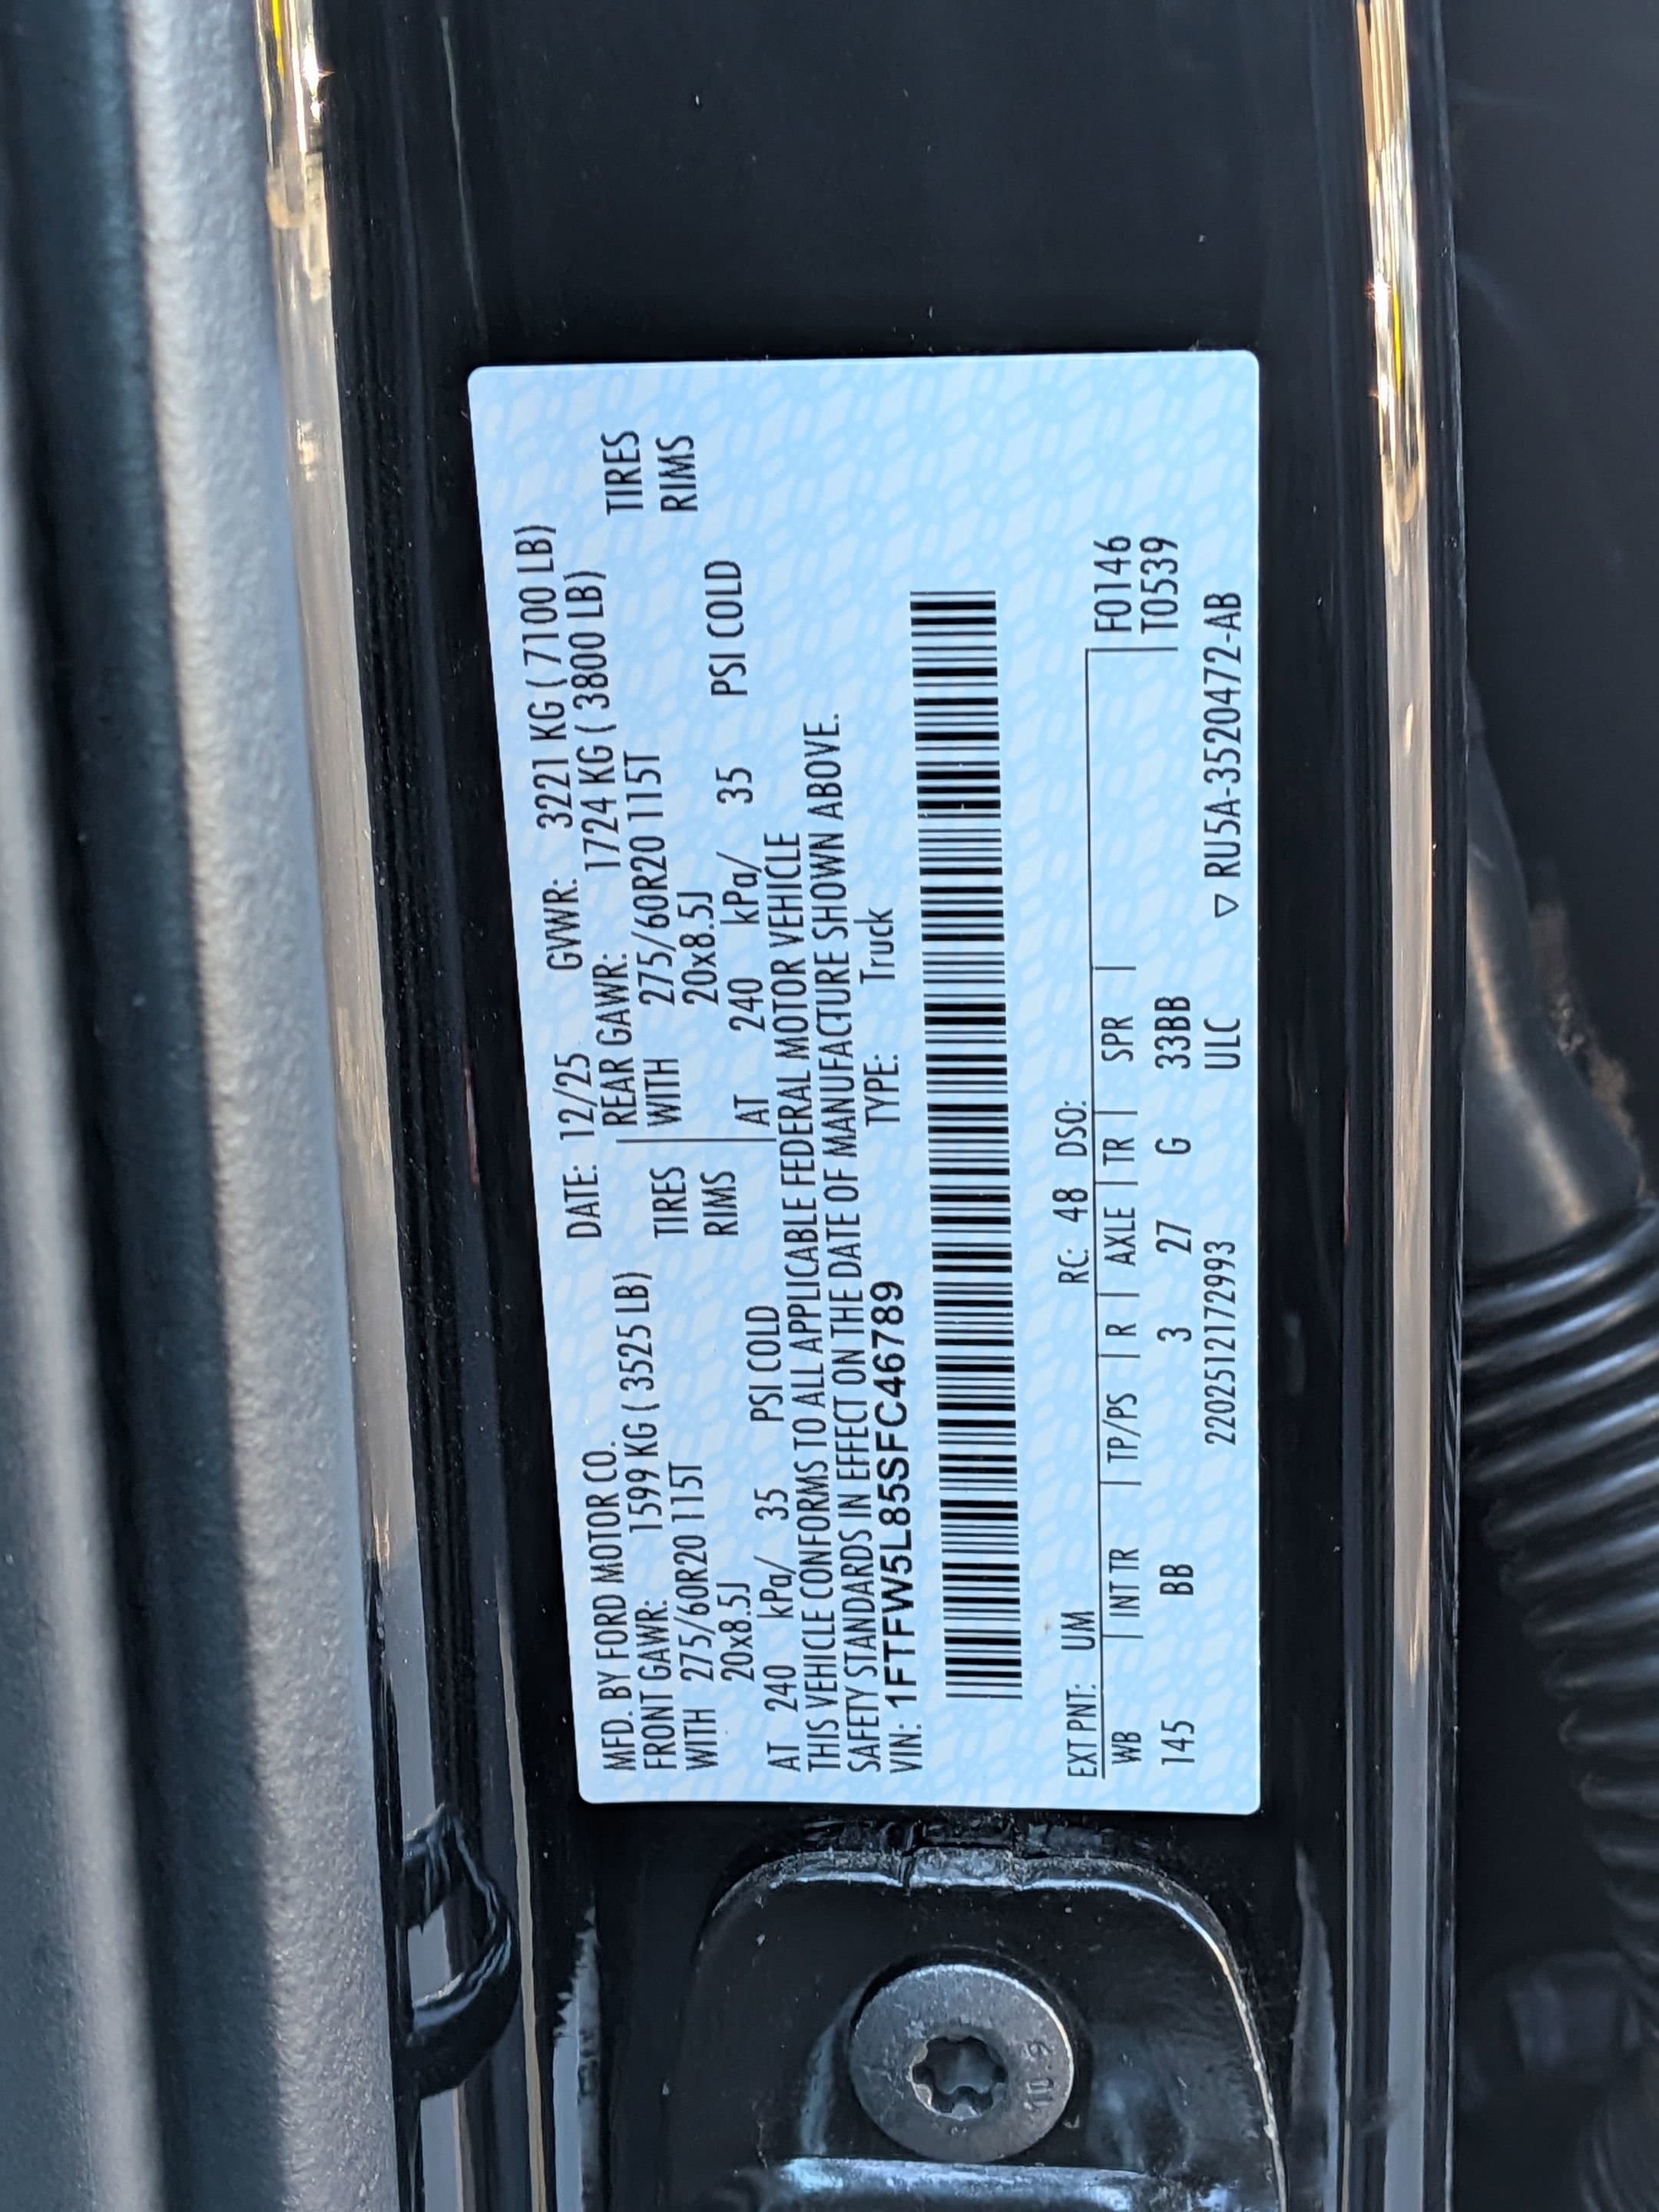 MFD. BY FORD MOTOR CO. DATE: 12/25 GVWR: 3221 KG ( 7100 LB)
FRONT GAWR: 1599 KG ( 3525 LB) REAR GAWR: 1724 KG ( 3800 LB)
WITH 275/60R20 115T TIRES WITH 275/60R20 115T TIRES
20x8.5J RIMS 20x8.5J RIMS
AT 240 kPa/ 35 PSI COLD AT 240 kPa/ 35 PSI COLD
THIS VEHICLE CONFORMS TO ALL APPLICABLE FEDERAL MOTOR VEHICLE
SAFETY STANDARDS IN EFFECT ON THE DATE OF MANUFACTURE SHOWN ABOVE.
VIN: 1FTFW5L85SFC46789 TYPE: Truck
EXT PNT: UM RC: 48 DSO:
WB | INT TR | TP/PS | R | AXLE | TR | SPR | F0146
145 BB 3 27 G 33BB T0539
2202512172993 ULC ▽ RU5A-3520472-AB
10.9